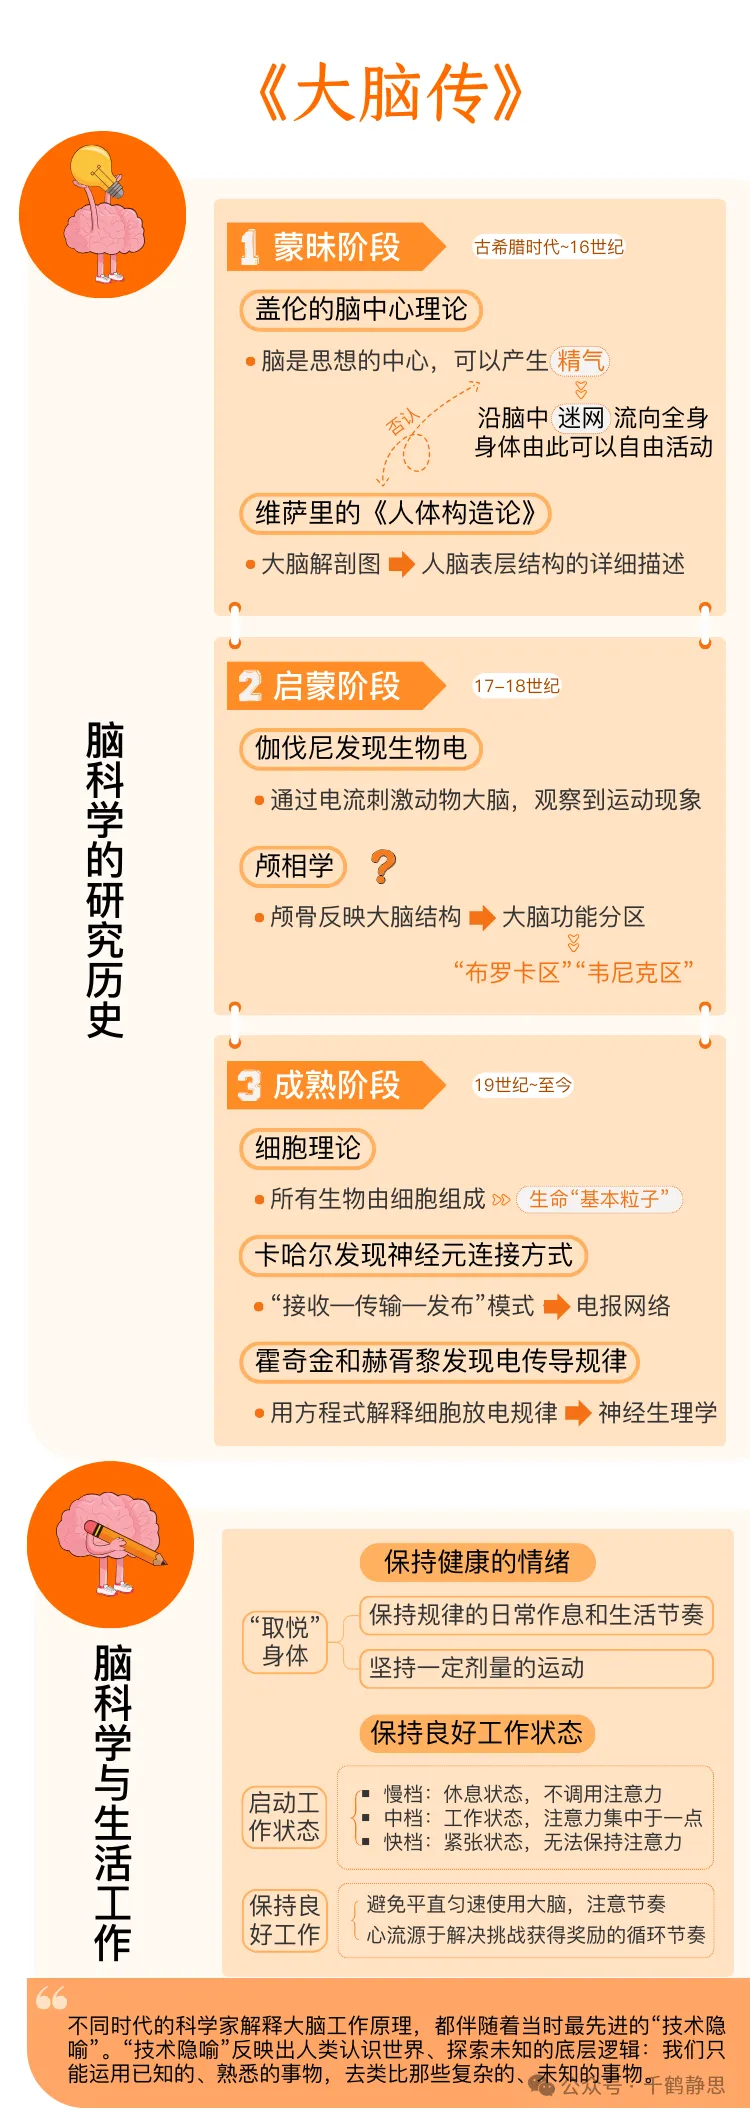 《大脑传》
脑科学的研究历史
1 蒙昧阶段
古希腊时代~16世纪
盖伦的脑中心理论
脑是思想的中心，可以产生 精气
沿脑中 迷网 流向全身
身体由此可以自由活动
否认
维萨里的《人体构造论》
大脑解剖图 人脑表层结构的详细描述
2 启蒙阶段
17-18世纪
伽伐尼发现生物电
通过电流刺激动物大脑，观察到运动现象
颅相学 ?
颅骨反映大脑结构 大脑功能分区
“布罗卡区”“韦尼克区”
3 成熟阶段
19世纪~至今
细胞理论
所有生物由细胞组成 生命“基本粒子”
卡哈尔发现神经元连接方式
“接收—传输—发布”模式 电报网络
霍奇金和赫胥黎发现电传导规律
用方程式解释细胞放电规律 神经生理学
脑科学与生活工作
保持健康的情绪
“取悦”
身体
保持规律的日常作息和生活节奏
坚持一定剂量的运动
保持良好工作状态
启动工
作状态
慢档：休息状态，不调用注意力
中档：工作状态，注意力集中于一点
快档：紧张状态，无法保持注意力
保持良
好工作
避免平直匀速使用大脑，注意节奏
心流源于解决挑战获得奖励的循环节奏
不同时代的科学家解释大脑工作原理，都伴随着当时最先进的“技术隐
喻”。“技术隐喻”反映出人类认识世界、探索未知的底层逻辑：我们只
能运用已知的、熟悉的事物，去类比那些复杂的、未知的事物。
公众号·千鹤静思